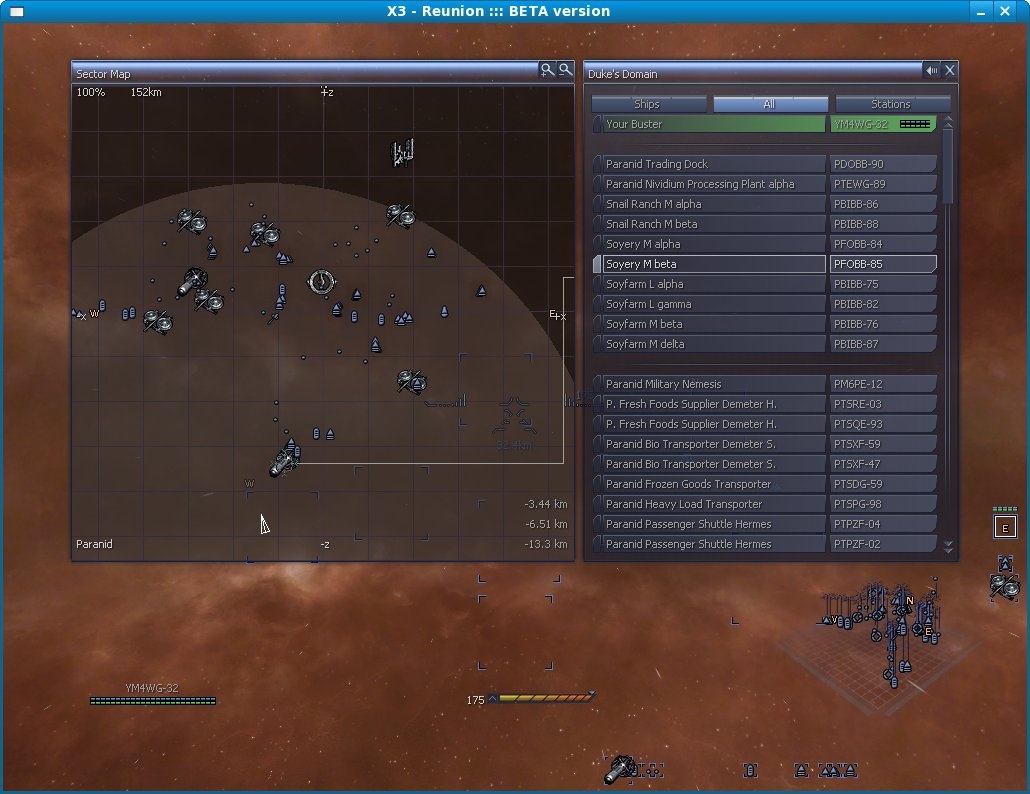 X3 - Reunion ::: BETA version
Sector Map
100% 152km
+z
W
x
E
+x
W
32.4km
-3.44 km
-6.51 km
-13.3 km
Paranid
-z
Duke's Domain
Ships All Stations
Your Buster YM4WG-32
Paranid Trading Dock PDOBB-90
Paranid Nividium Processing Plant alpha PTEWG-89
Snail Ranch M alpha PBIBB-86
Snail Ranch M beta PBIBB-88
Soyery M alpha PFOBB-84
Soyery M beta PFOBB-85
Soyfarm L alpha PBIBB-75
Soyfarm L gamma PBIBB-82
Soyfarm M beta PBIBB-76
Soyfarm M delta PBIBB-87
Paranid Military Nemesis PM6PE-12
P. Fresh Foods Supplier Demeter H. PTSRE-03
P. Fresh Foods Supplier Demeter H. PTSQE-93
Paranid Bio Transporter Demeter S. PTSXF-59
Paranid Bio Transporter Demeter S. PTSXF-47
Paranid Frozen Goods Transporter PTSDG-59
Paranid Heavy Load Transporter PTSPG-98
Paranid Passenger Shuttle Hermes PTPZF-04
Paranid Passenger Shuttle Hermes PTPZF-02
E
N
W
E
YM4WG-32
175